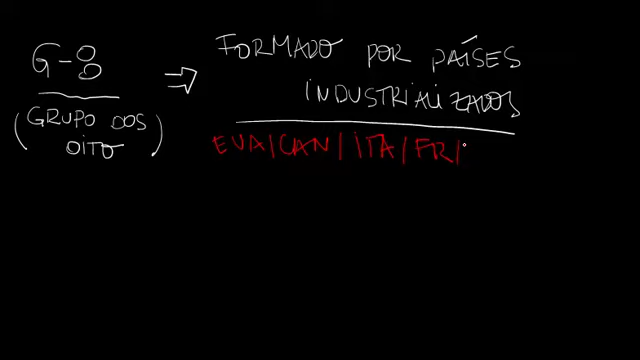 G-8
(GRUPO DOS
OITO)
FORMADO POR PAÍSES
INDUSTRIALIZADOS
EUA/CAN/ITA/FR/